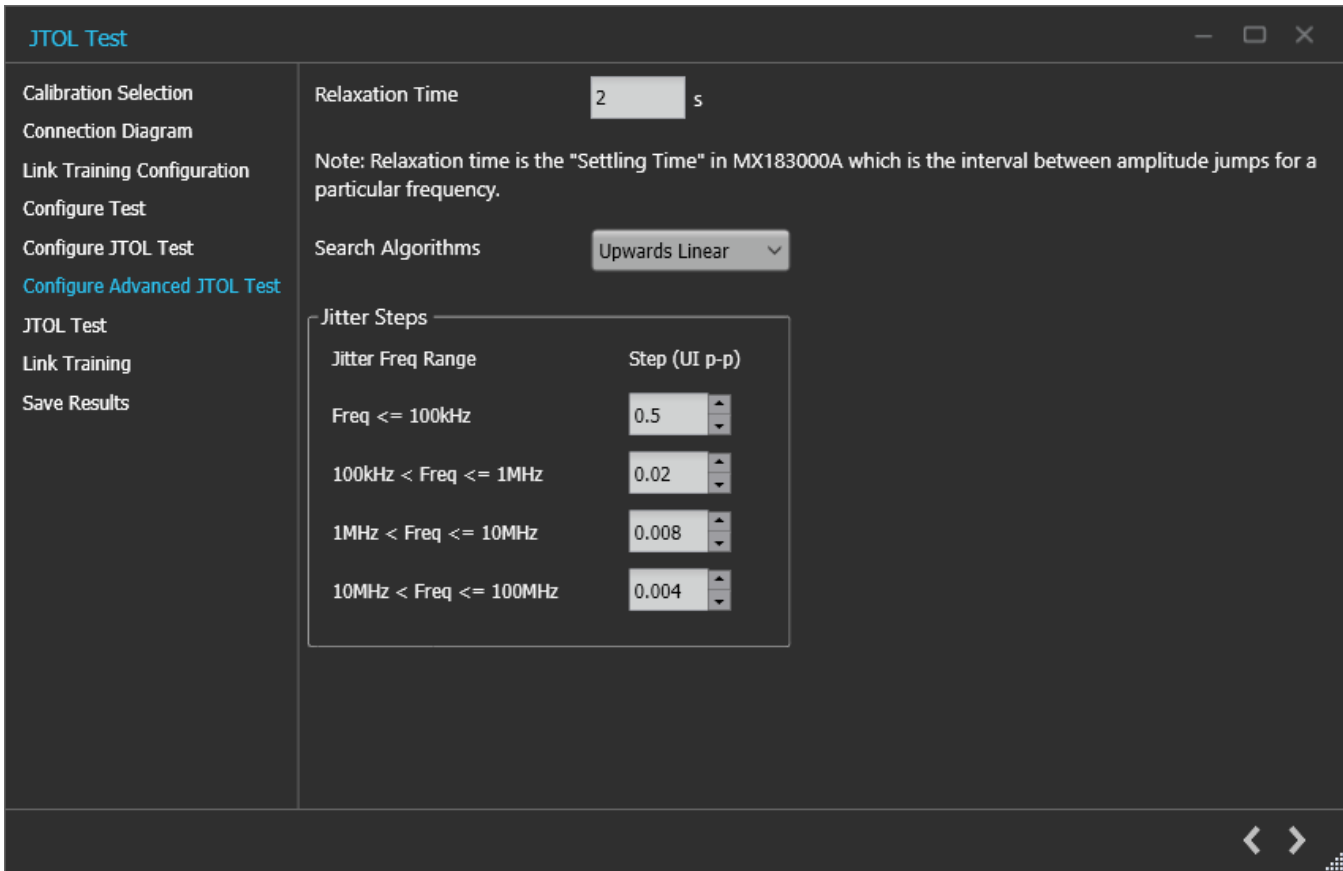 JTOL Test
Calibration Selection
Connection Diagram
Link Training Configuration
Configure Test
Configure JTOL Test
Configure Advanced JTOL Test
JTOL Test
Link Training
Save Results
Relaxation Time 2 s
Note: Relaxation time is the "Settling Time" in MX183000A which is the interval between amplitude jumps for a
particular frequency.
Search Algorithms Upwards Linear
Jitter Steps
Jitter Freq Range Step (UI p-p)
Freq <= 100kHz 0.5
100kHz < Freq <= 1MHz 0.02
1MHz < Freq <= 10MHz 0.008
10MHz < Freq <= 100MHz 0.004